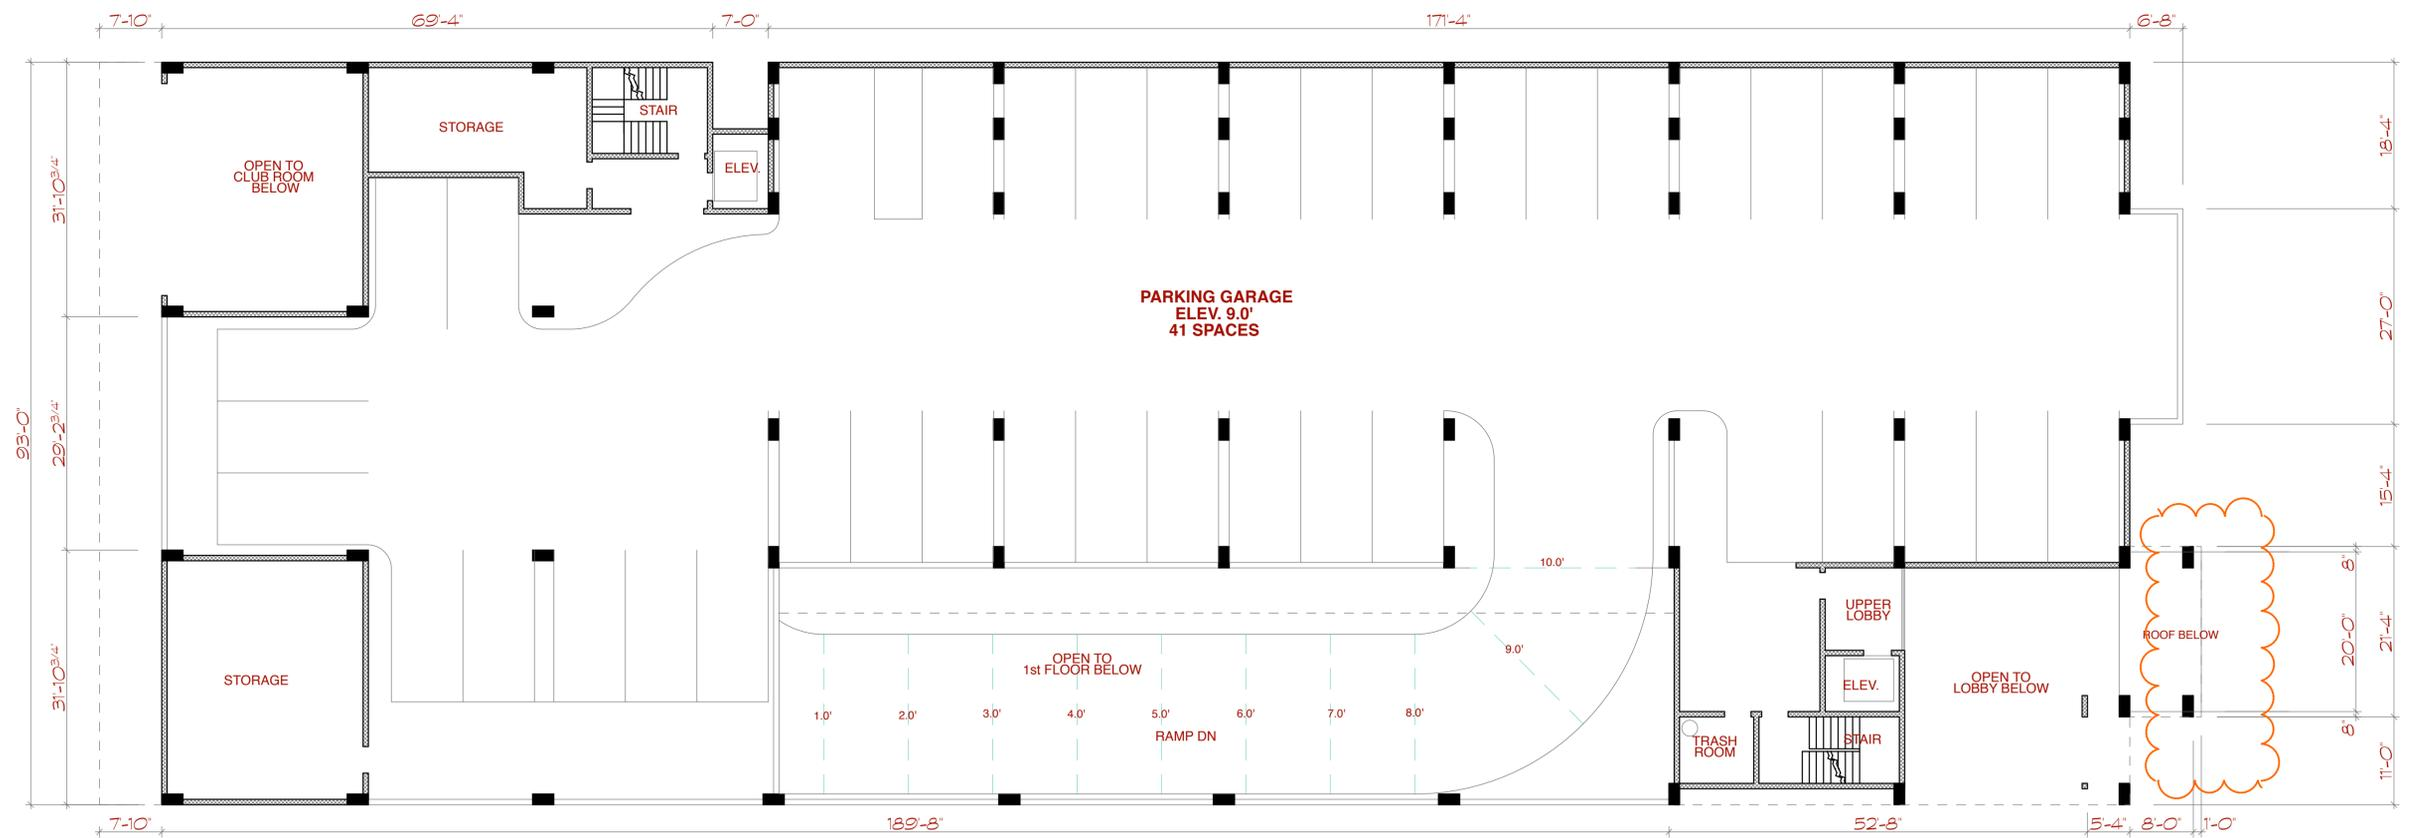 7'-10"
69'-4"
7'-0"
171'-4"
6'-8"
93'-0"
31'-10 3/4"
29'-2 3/4"
31'-10 3/4"
OPEN TO
CLUB ROOM
BELOW
STORAGE
STAIR
ELEV.
PARKING GARAGE
ELEV. 9.0'
41 SPACES
STORAGE
OPEN TO
1st FLOOR BELOW
1.0'
2.0'
3.0'
4.0'
5.0'
6.0'
7.0'
8.0'
9.0'
10.0'
RAMP DN
UPPER
LOBBY
ELEV.
TRASH
ROOM
STAIR
OPEN TO
LOBBY BELOW
ROOF BELOW
18'-4"
27'-0"
15'-4"
8"
20'-0"
21'-4"
8"
11'-0"
7'-10"
189'-8"
52'-8"
5'-4"
8'-0"
1'-0"